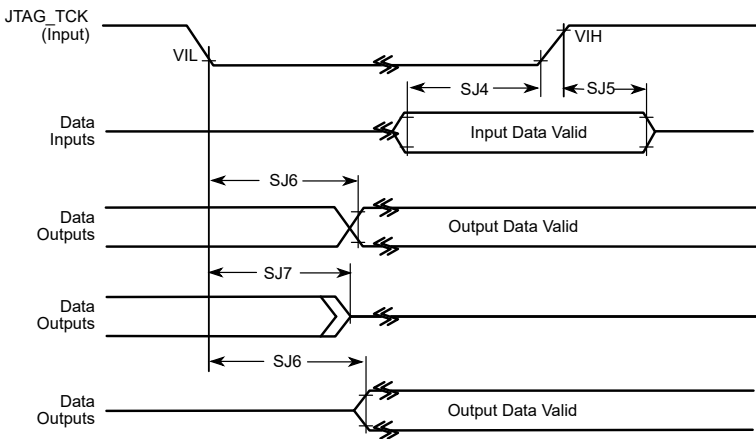 JTAG_TCK
(Input)
VIL
VIH
SJ4
SJ5
Data
Inputs
Input Data Valid
SJ6
Data
Outputs
Output Data Valid
SJ7
Data
Outputs
SJ6
Data
Outputs
Output Data Valid